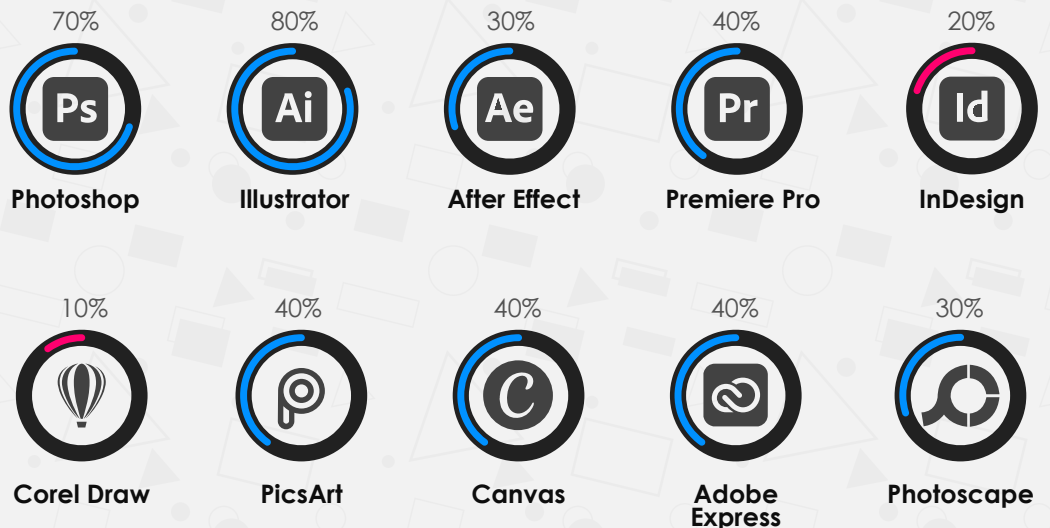 70%
80%
30%
40%
20%
Ps
Ai
Ae
Pr
Id
Photoshop
Illustrator
After Effect
Premiere Pro
InDesign
10%
40%
40%
40%
30%
C
Corel Draw
PicsArt
Canvas
Adobe
Express
Photoscape